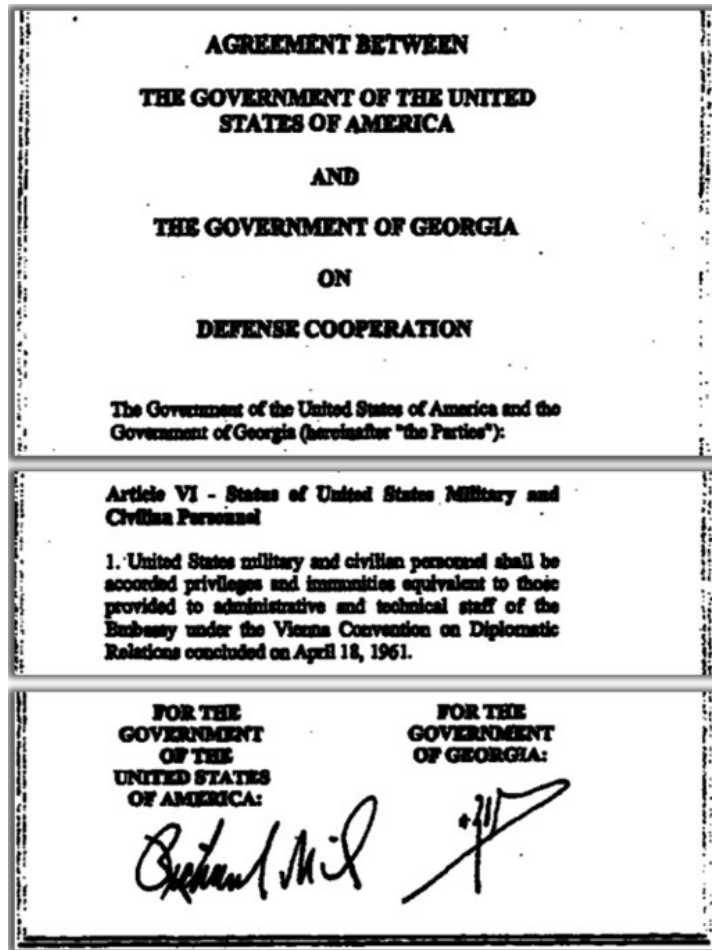 AGREEMENT BETWEEN
THE GOVERNMENT OF THE UNITED
STATES OF AMERICA
AND
THE GOVERNMENT OF GEORGIA
ON
DEFENSE COOPERATION
The Government of the United States of America and the
Government of Georgia (hereinafter "the Parties"):
Article VI - Status of United States Military and
Civilian Personnel
1. United States military and civilian personnel shall be
accorded privileges and immunities equivalent to those
provided to administrative and technical staff of the
Embassy under the Vienna Convention on Diplomatic
Relations concluded on April 18, 1961.
FOR THE
GOVERNMENT
OF THE
UNITED STATES
OF AMERICA:
FOR THE
GOVERNMENT
OF GEORGIA:
Richard